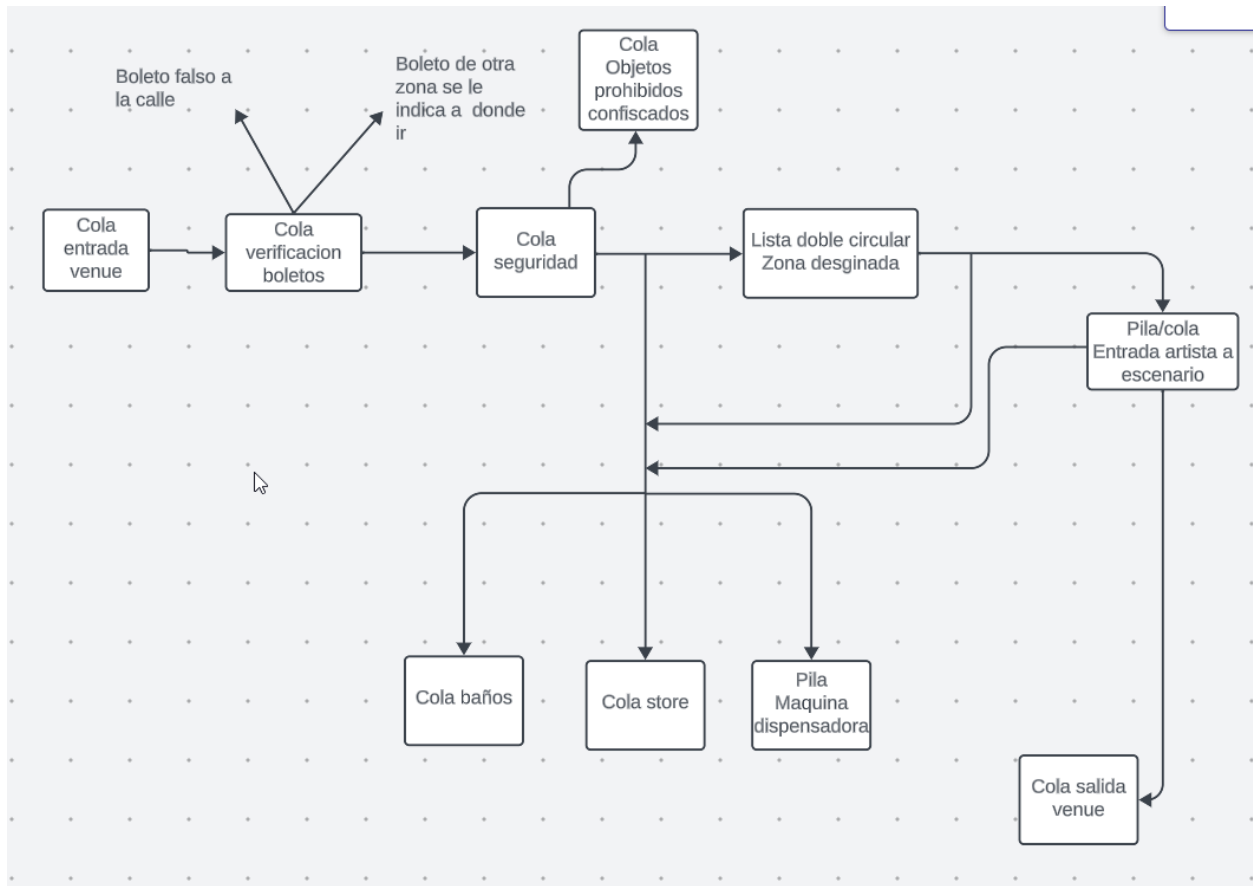 Boleto falso a
la calle
Boleto de otra
zona se le
indica a donde
ir
Cola
Objetos
prohibidos
confiscados
Cola
entrada
venue
Cola
verificacion
boletos
Cola
seguridad
Lista doble circular
Zona desginada
Pila/cola
Entrada artista a
escenario
Cola baños
Cola store
Pila
Maquina
dispensadora
Cola salida
venue